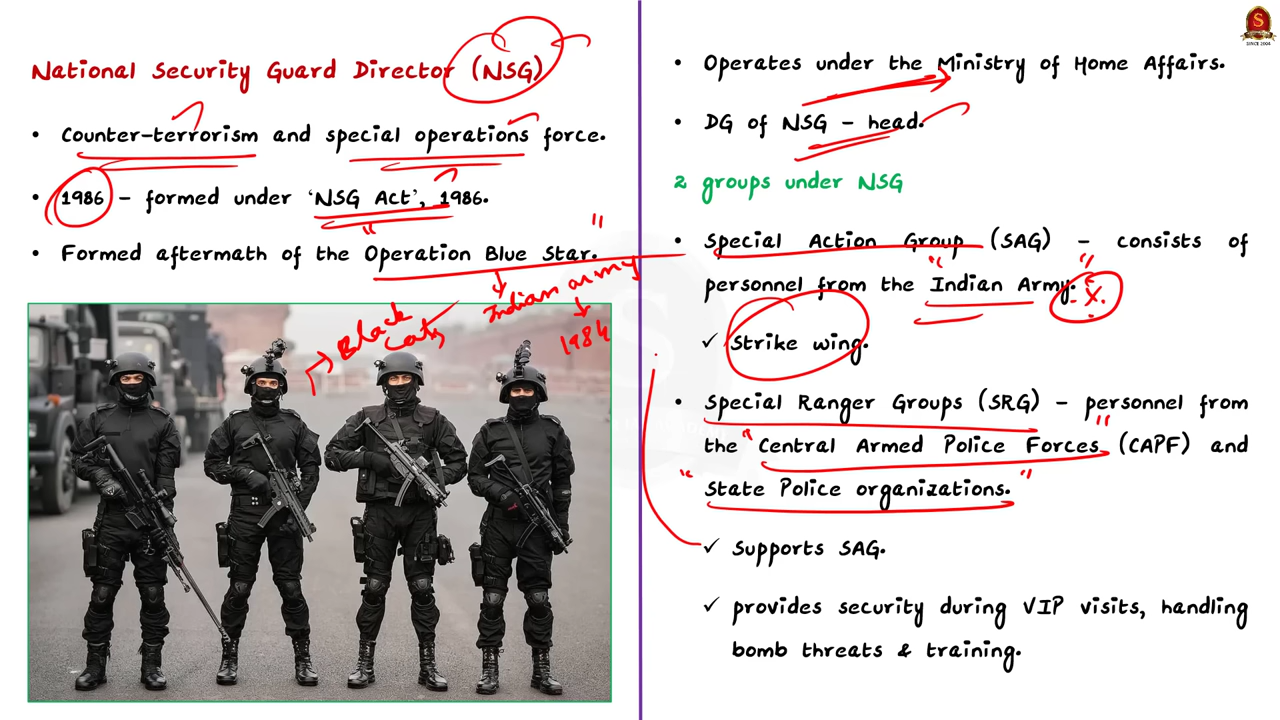 National Security Guard Director (NSG)
• Counter-terrorism and special operations force.
• 1986 – formed under ‘NSG Act’, 1986.
• Formed aftermath of the Operation Blue Star.
Indian army
1984
Black
Cats
• Operates under the Ministry of Home Affairs.
• DG of NSG – head.
2 groups under NSG
• Special Action Group (SAG) – consists of
personnel from the Indian Army.
✓ Strike wing.
• Special Ranger Groups (SRG) – personnel from
the Central Armed Police Forces (CAPF) and
State Police organizations.
✓ Supports SAG.
✓ provides security during VIP visits, handling
bomb threats & training.
S
SINCE 2004